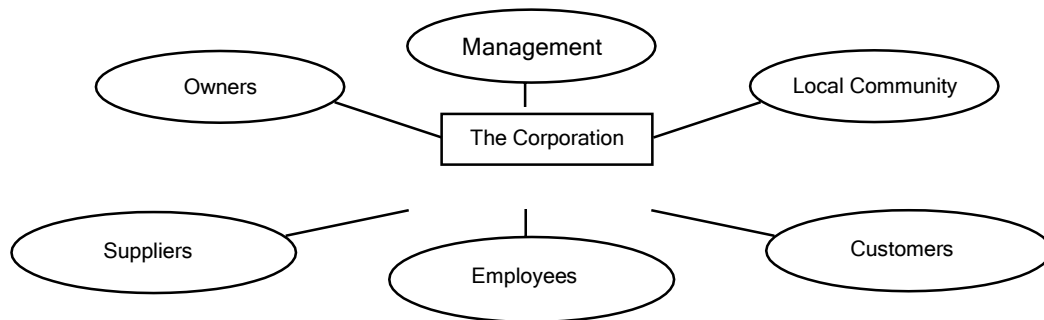 Management
Owners
Local Community
The Corporation
Suppliers
Employees
Customers